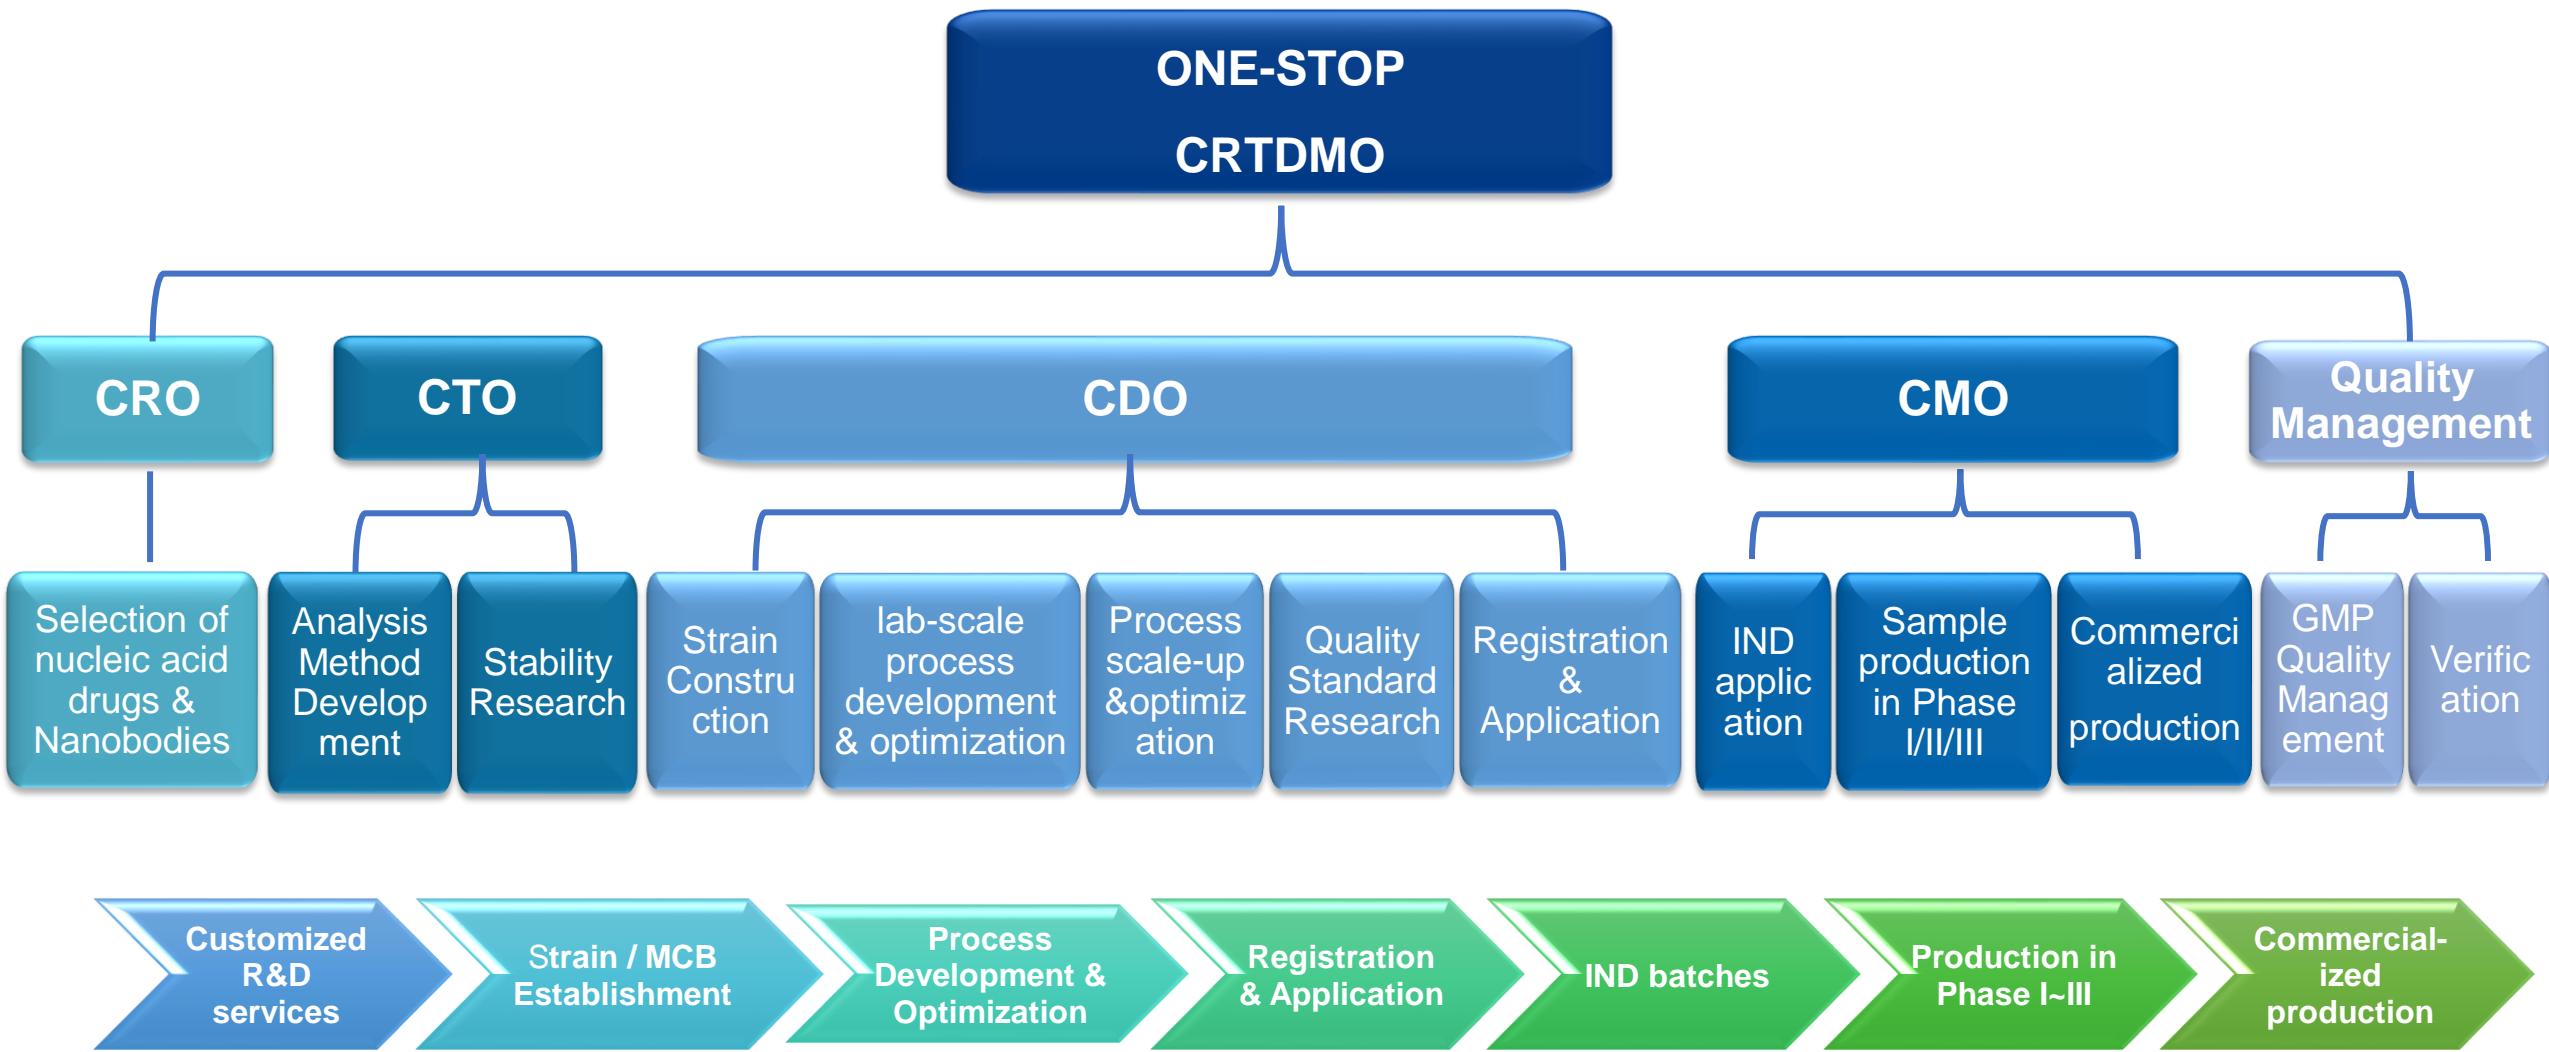 ONE-STOP
CRTDMO
CRO
CTO
CDO
CMO
Quality
Management
Selection of
nucleic acid
drugs &
Nanobodies
Analysis
Method
Develop
ment
Stability
Research
Strain
Constru
ction
lab-scale
process
development
& optimization
Process
scale-up
&optimiz
ation
Quality
Standard
Research
Registration
&
Application
IND
applic
ation
Sample
production
in Phase
I/II/III
Commerci
alized
production
GMP
Quality
Manag
ement
Verific
ation
Customized
R&D
services
Strain / MCB
Establishment
Process
Development &
Optimization
Registration
& Application
IND batches
Production in
Phase I~III
Commercial-
ized
production